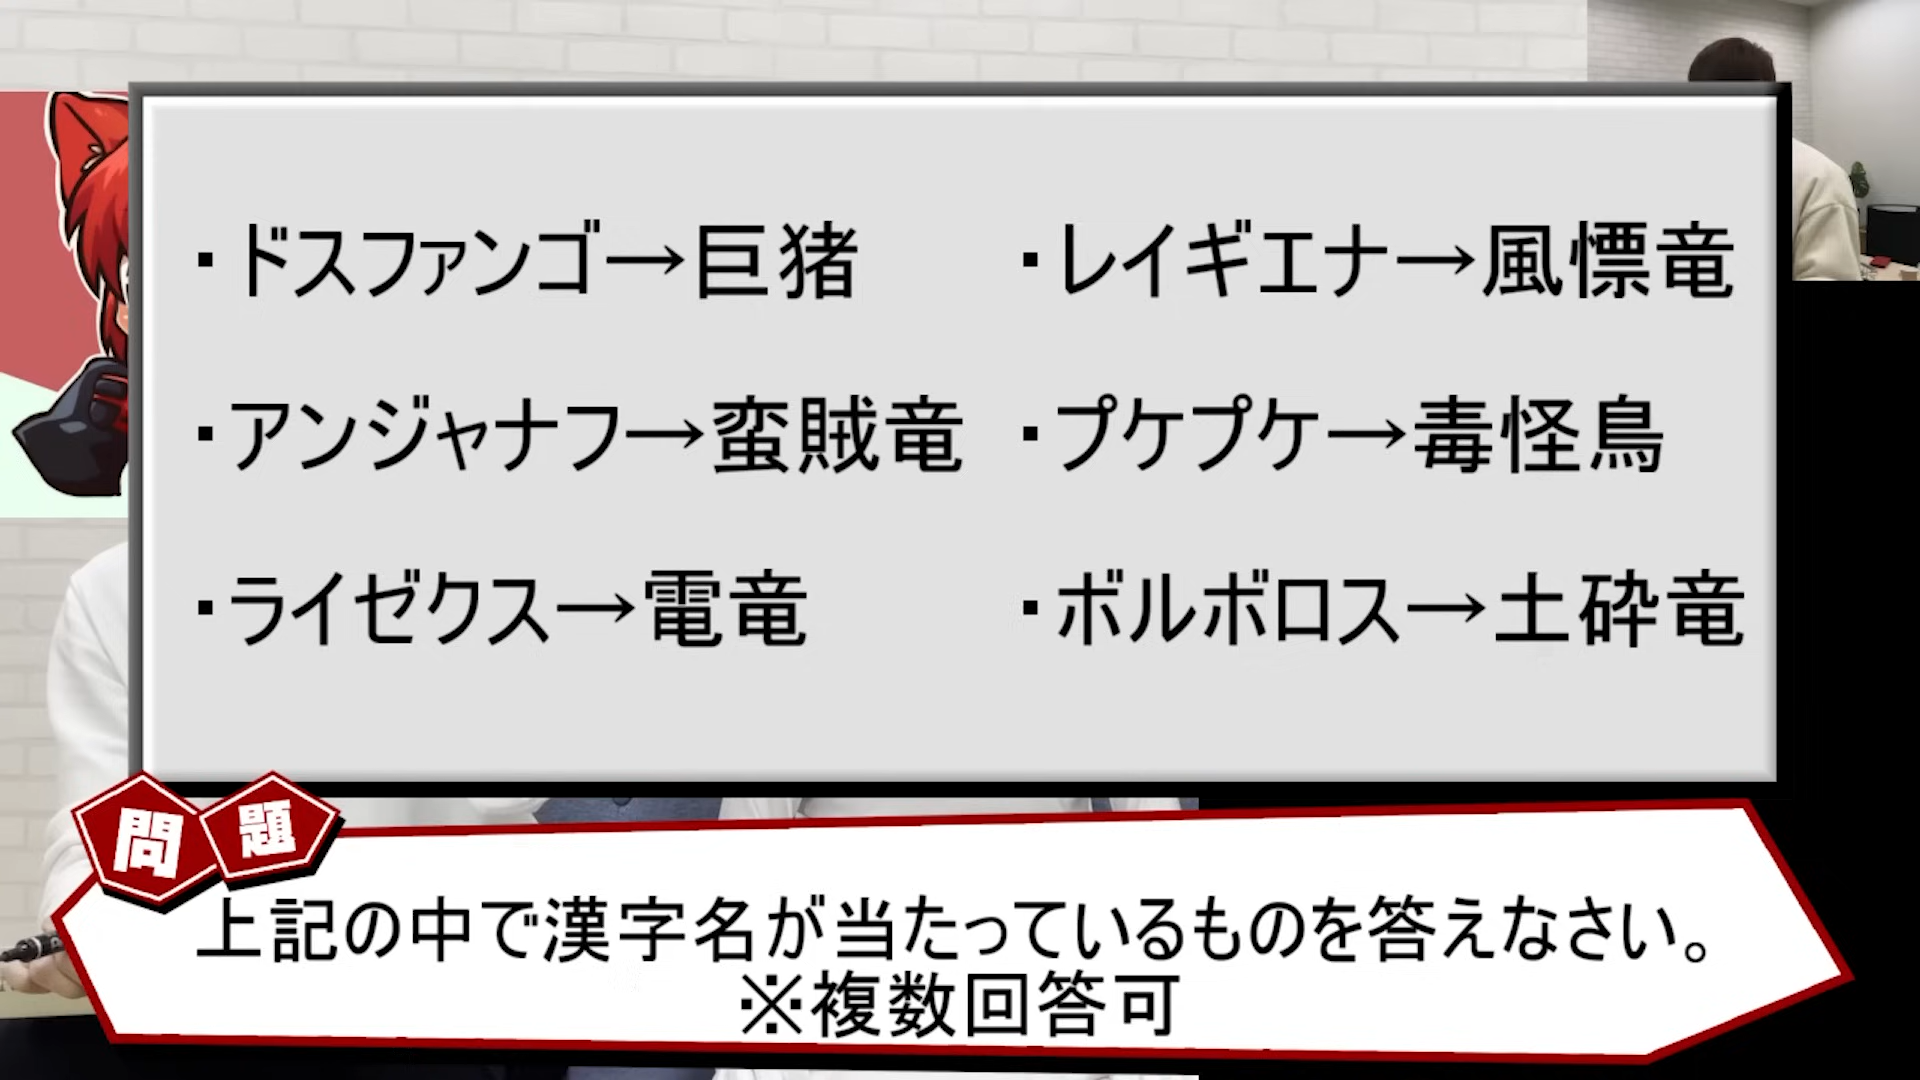 ・ドスファンゴ→巨猪
・レイギエナ→風慓竜
・アンジャナフ→蛮賊竜
・プケプケ→毒怪鳥
・ライゼクス→電竜
・ボルボロス→土砕竜
問題
上記の中で漢字名が当たっているものを答えなさい。
※複数回答可